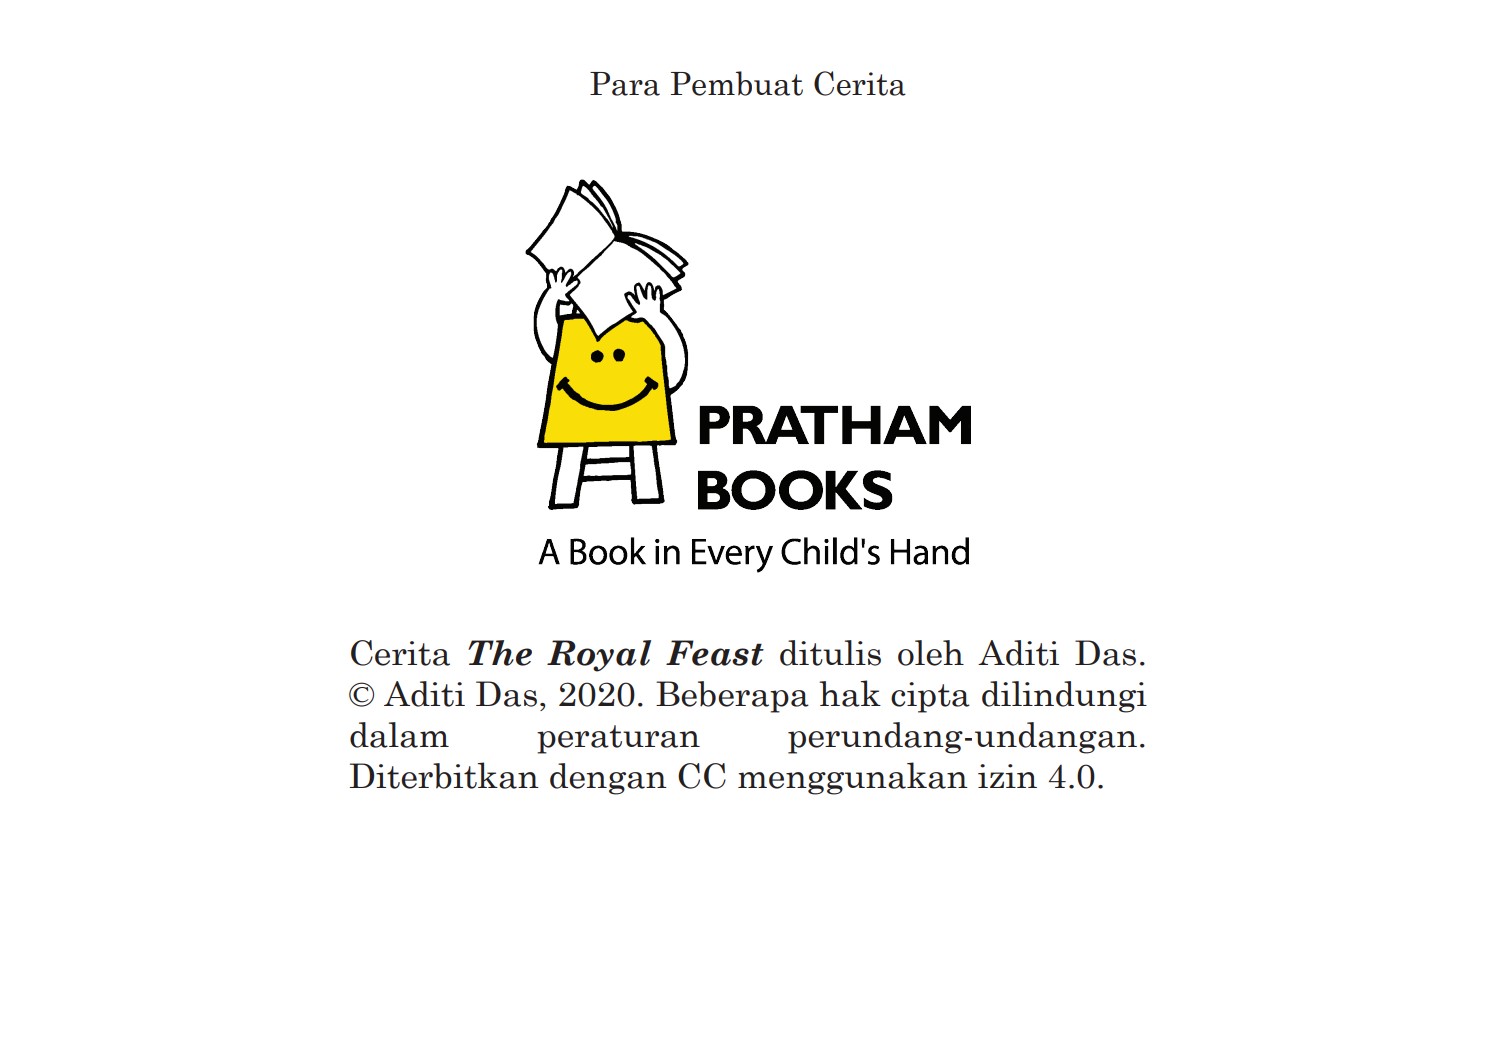 Para Pembuat Cerita
PRATHAM
BOOKS
A Book in Every Child's Hand
Cerita The Royal Feast ditulis oleh Aditi Das.
© Aditi Das, 2020. Beberapa hak cipta dilindungi
dalam peraturan perundang-undangan.
Diterbitkan dengan CC menggunakan izin 4.0.